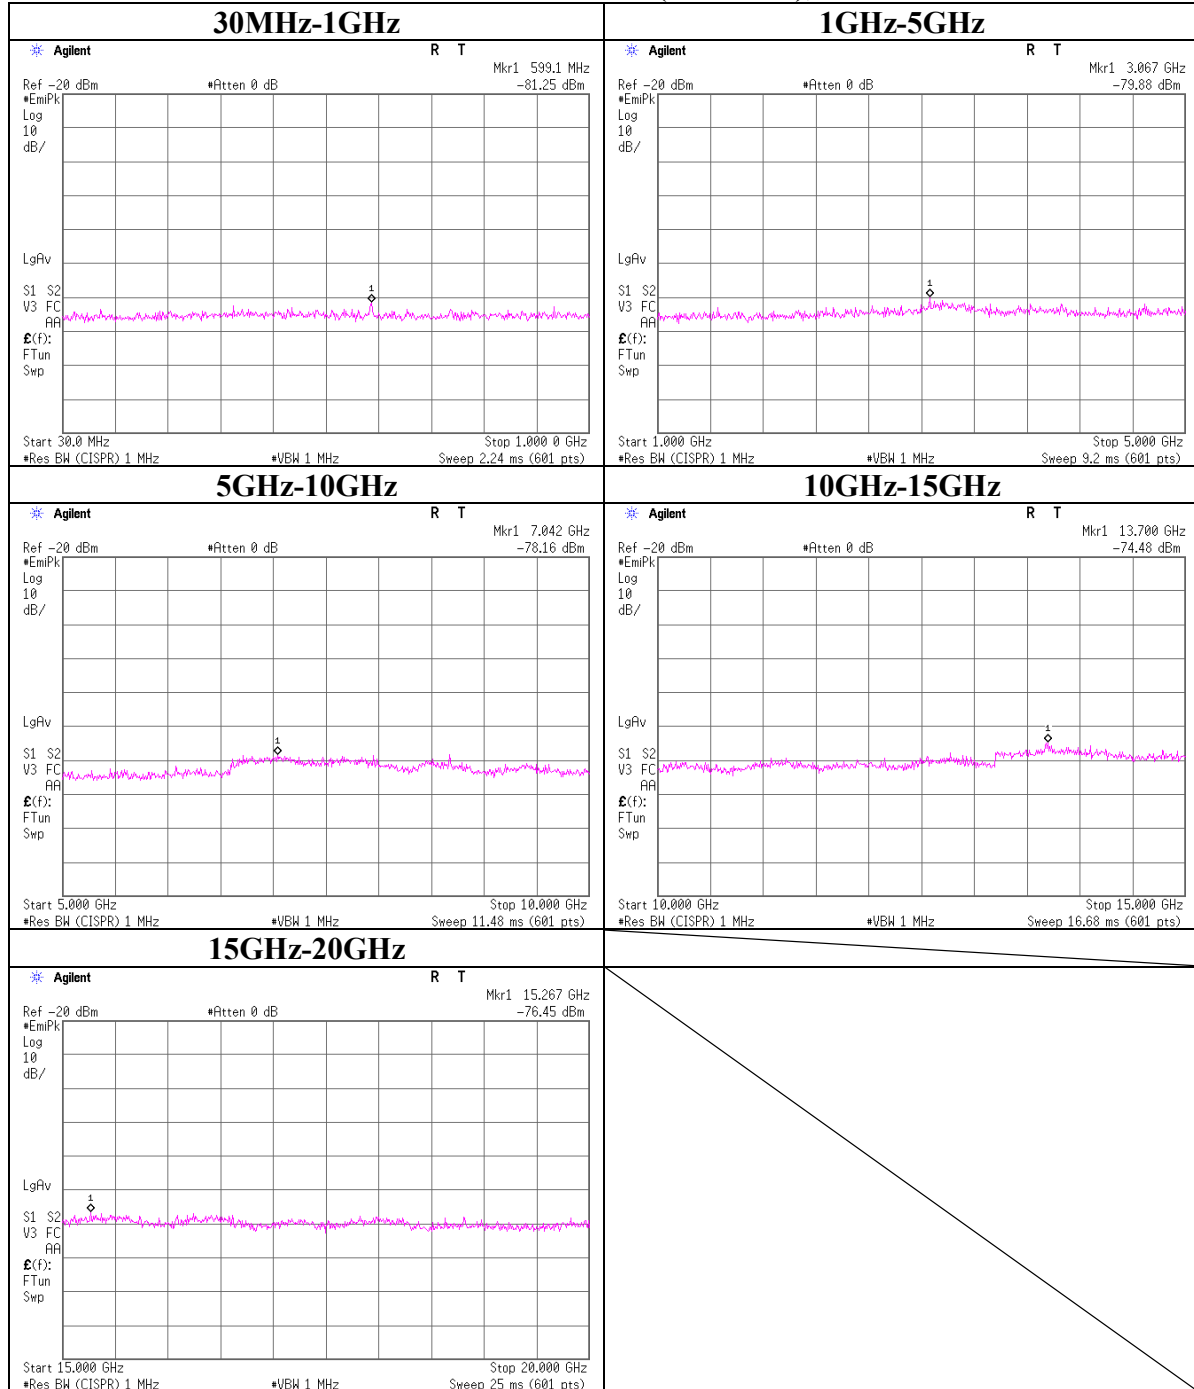 30MHz-1GHz
Agilent R T
Mkr1 599.1 MHz
Ref -20 dBm #Atten 0 dB -81.25 dBm
#EmiPk
Log
10
dB/
1
LgAv
S1 S2
V3 FC
AA
£(f):
FTun
Swp
Start 30.0 MHz Stop 1.000 0 GHz
#Res BW (CISPR) 1 MHz #VBW 1 MHz Sweep 2.24 ms (601 pts)
1GHz-5GHz
Agilent R T
Mkr1 3.067 GHz
Ref -20 dBm #Atten 0 dB -79.88 dBm
#EmiPk
Log
10
dB/
LgAv
1
S1 S2
V3 FC
AA
£(f):
FTun
Swp
Start 1.000 GHz Stop 5.000 GHz
#Res BW (CISPR) 1 MHz #VBW 1 MHz Sweep 9.2 ms (601 pts)
5GHz-10GHz
Agilent R T
Mkr1 7.042 GHz
Ref -20 dBm #Atten 0 dB -78.16 dBm
#EmiPk
Log
10
dB/
LgAv
1
S1 S2
V3 FC
AA
£(f):
FTun
Swp
Start 5.000 GHz Stop 10.000 GHz
#Res BW (CISPR) 1 MHz #VBW 1 MHz Sweep 11.48 ms (601 pts)
10GHz-15GHz
Agilent R T
Mkr1 13.700 GHz
Ref -20 dBm #Atten 0 dB -74.48 dBm
#EmiPk
Log
10
dB/
LgAv
1
S1 S2
V3 FC
AA
£(f):
FTun
Swp
Start 10.000 GHz Stop 15.000 GHz
#Res BW (CISPR) 1 MHz #VBW 1 MHz Sweep 16.68 ms (601 pts)
15GHz-20GHz
Agilent R T
Mkr1 15.267 GHz
Ref -20 dBm #Atten 0 dB -76.45 dBm
#EmiPk
Log
10
dB/
LgAv
1
S1 S2
V3 FC
AA
£(f):
FTun
Swp
Start 15.000 GHz Stop 20.000 GHz
#Res BW (CISPR) 1 MHz #VBW 1 MHz Sweep 25 ms (601 pts)